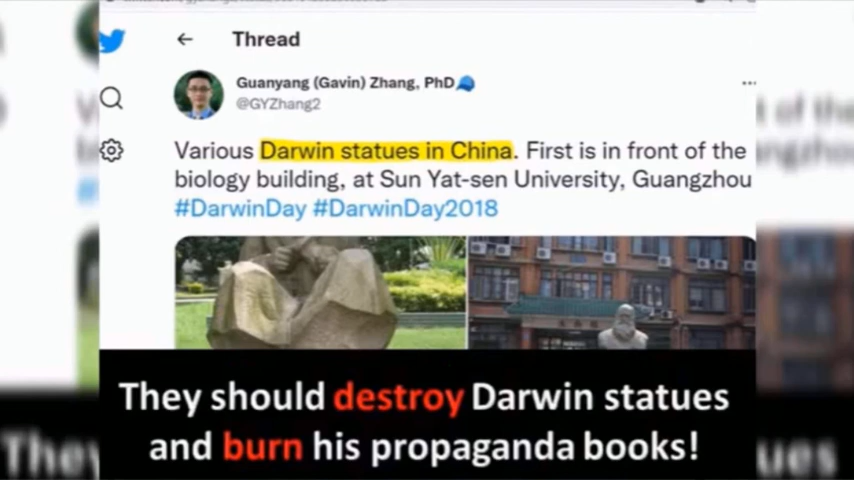 Thread
Guanyang (Gavin) Zhang, PhD
@GYZhang2
Various Darwin statues in China. First is in front of the
biology building, at Sun Yat-sen University, Guangzhou
#DarwinDay #DarwinDay2018
They should destroy Darwin statues
and burn his propaganda books!